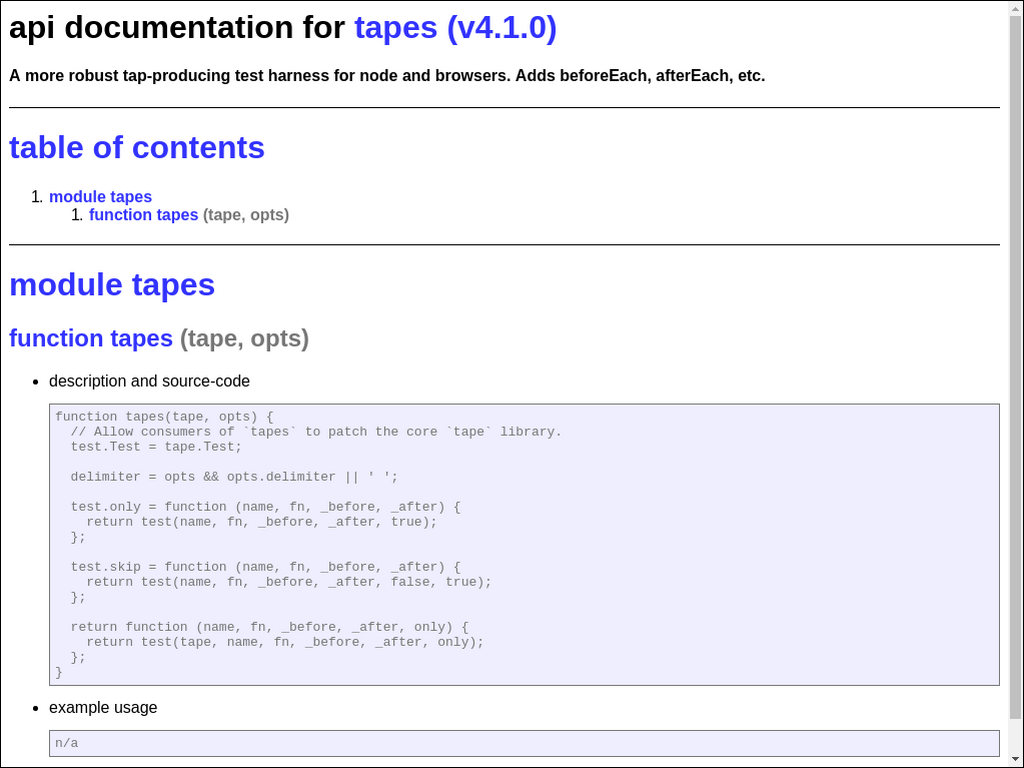 api documentation for tapes (v4.1.0)
A more robust tap-producing test harness for node and browsers. Adds beforeEach, afterEach, etc.
table of contents
1. module tapes
1. function tapes (tape, opts)
module tapes
function tapes (tape, opts)
• description and source-code
function tapes(tape, opts) {
  // Allow consumers of `tapes` to patch the core `tape` library.
  test.Test = tape.Test;

  delimiter = opts && opts.delimiter || ' ';

  test.only = function (name, fn, _before, _after) {
    return test(name, fn, _before, _after, true);
  };

  test.skip = function (name, fn, _before, _after) {
    return test(name, fn, _before, _after, false, true);
  };

  return function (name, fn, _before, _after, only) {
    return test(tape, name, fn, _before, _after, only);
  };
}
• example usage
n/a